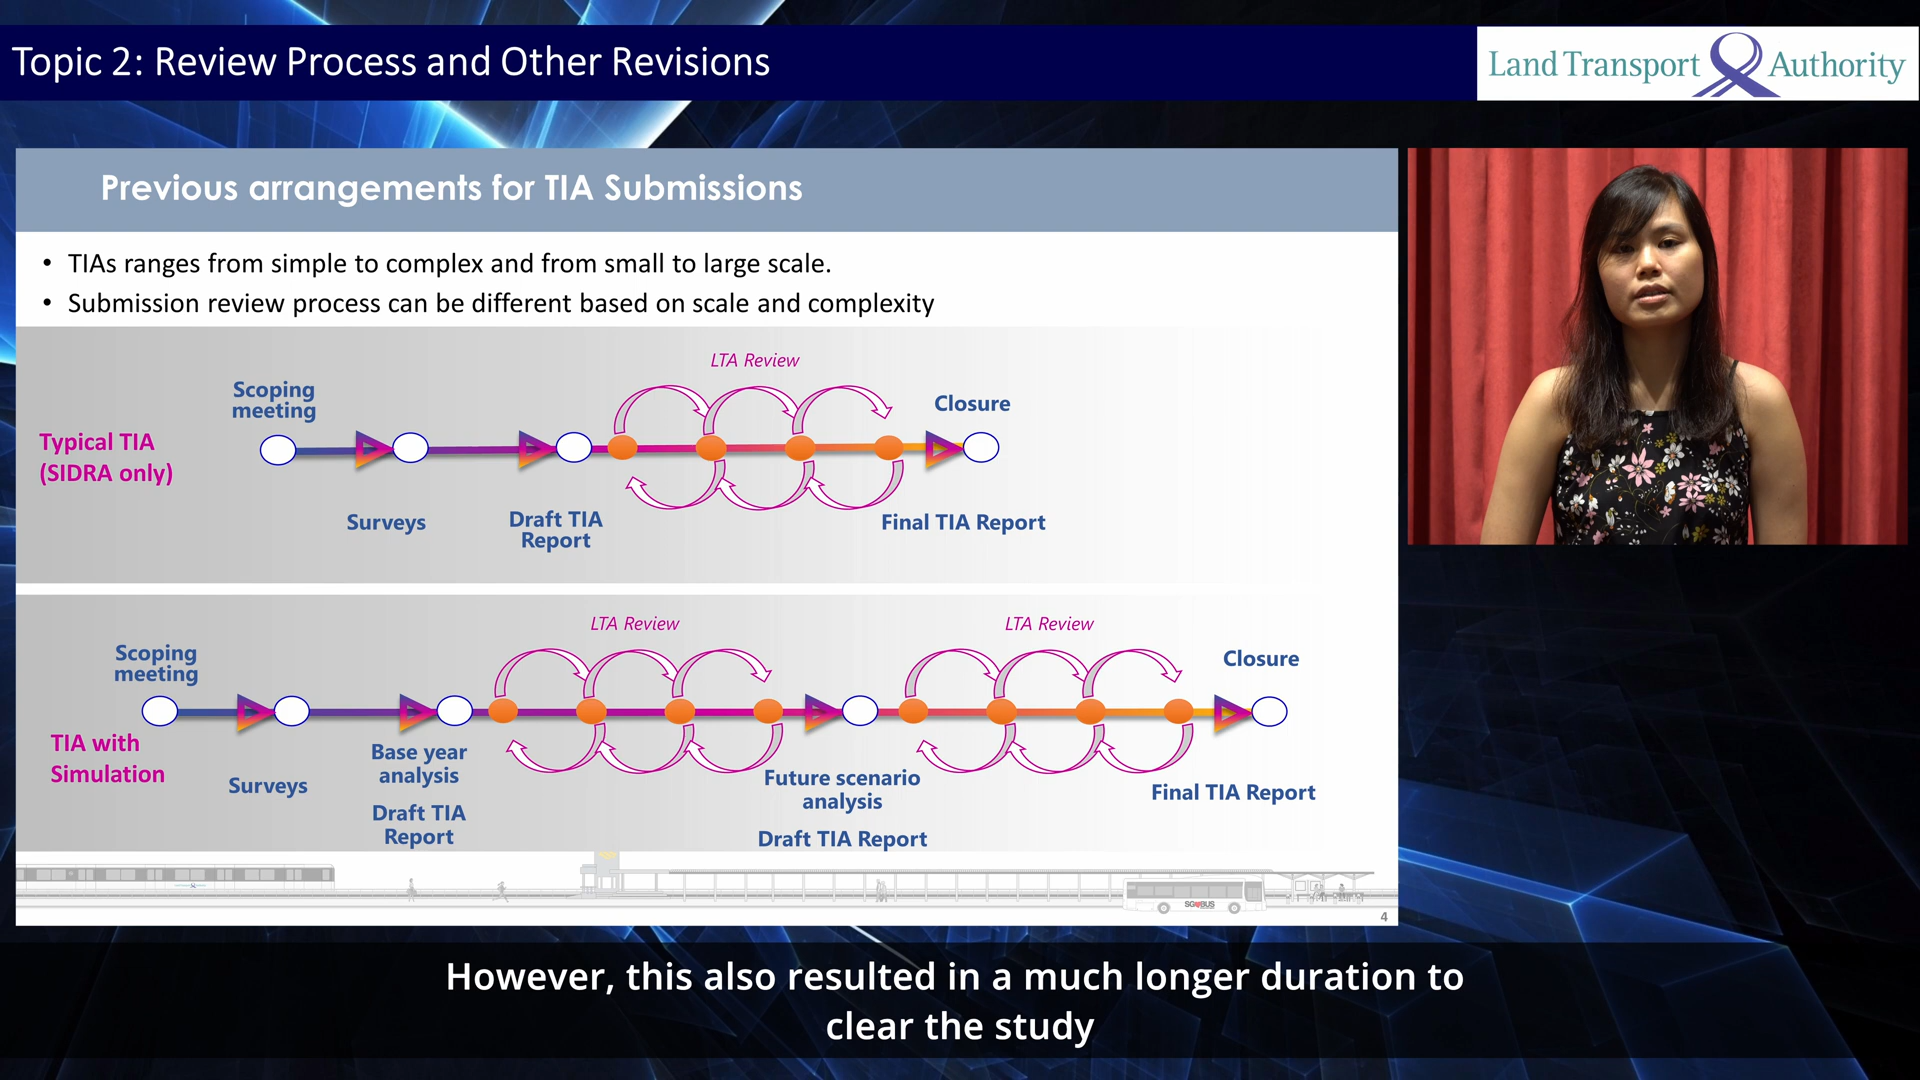 Topic 2: Review Process and Other Revisions
Land Transport Authority
Previous arrangements for TIA Submissions
• TIAs ranges from simple to complex and from small to large scale.
• Submission review process can be different based on scale and complexity
LTA Review
Scoping
meeting
Closure
Typical TIA
(SIDRA only)
Surveys
Draft TIA
Report
Final TIA Report
LTA Review
LTA Review
Scoping
meeting
Closure
TIA with
Simulation
Surveys
Base year
analysis
Draft TIA
Report
Future scenario
analysis
Draft TIA Report
Final TIA Report
SG BUS
4
However, this also resulted in a much longer duration to
clear the study